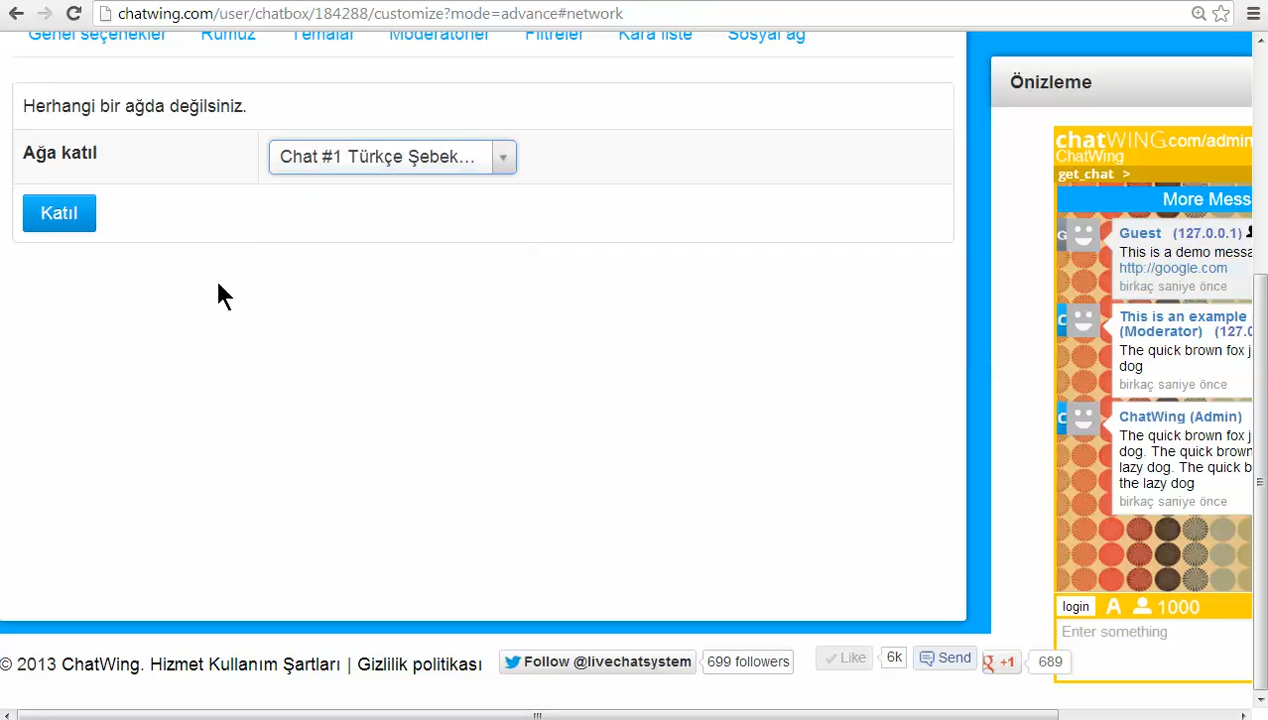 chatwing.com/user/chatbox/184288/customize?mode=advance#network
Genel seçenekler Rumuz Temalar Moderatörler Filtreler Kara liste Sosyal ağ
Herhangi bir ağda değilsiniz.
Ağa katıl
Chat #1 Türkçe Şebek...
Katıl
Önizleme
chatWING.com/admin
ChatWing
get_chat >
More Mess
Guest (127.0.0.1)
This is a demo messa
http://google.com
birkaç saniye önce
This is an example
(Moderator) (127.0
The quick brown fox j
dog
birkaç saniye önce
ChatWing (Admin)
The quick brown fox j
dog. The quick brown
lazy dog. The quick b
the lazy dog
birkaç saniye önce
login A 1000
Enter something
© 2013 ChatWing. Hizmet Kullanım Şartları | Gizlilik politikası
Follow @livechatsystem 699 followers Like 6k Send +1 689